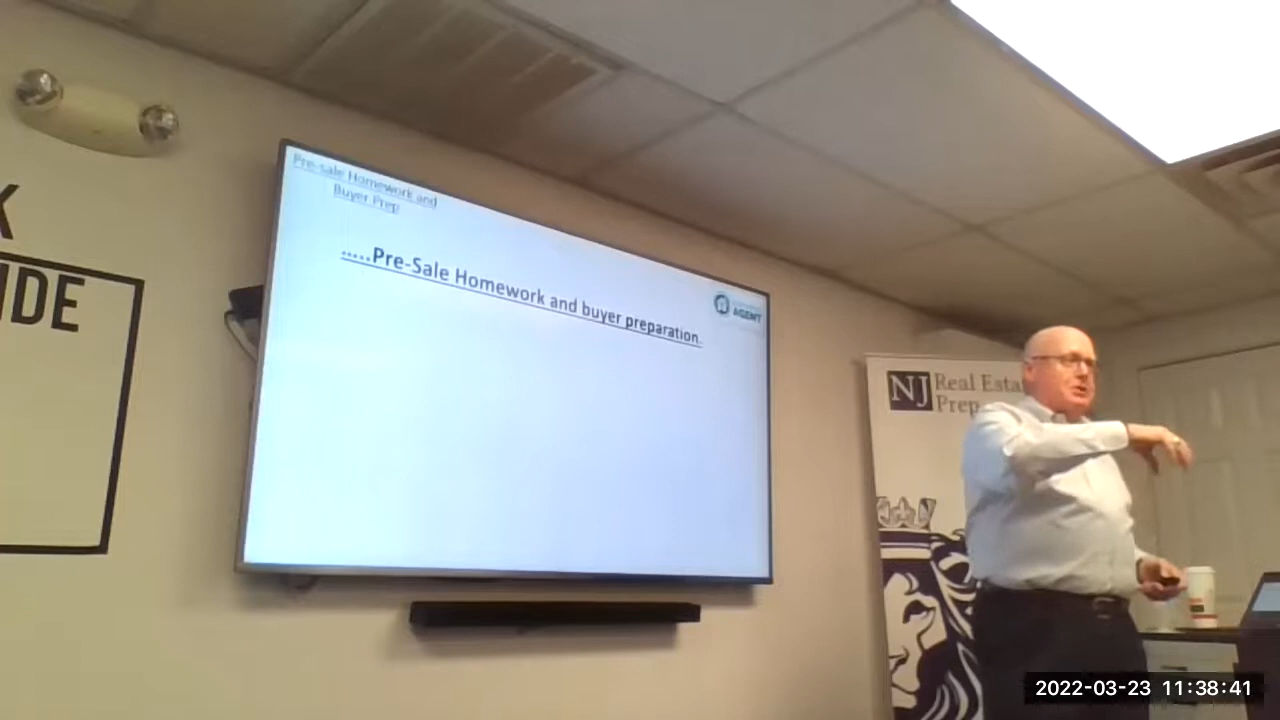 K
IDE
Pre-sale Homework and
Buyer Prep
.....Pre-Sale Homework and buyer preparation.
AGENT
NJ Real Esta
Prep
2022-03-23 11:38:41